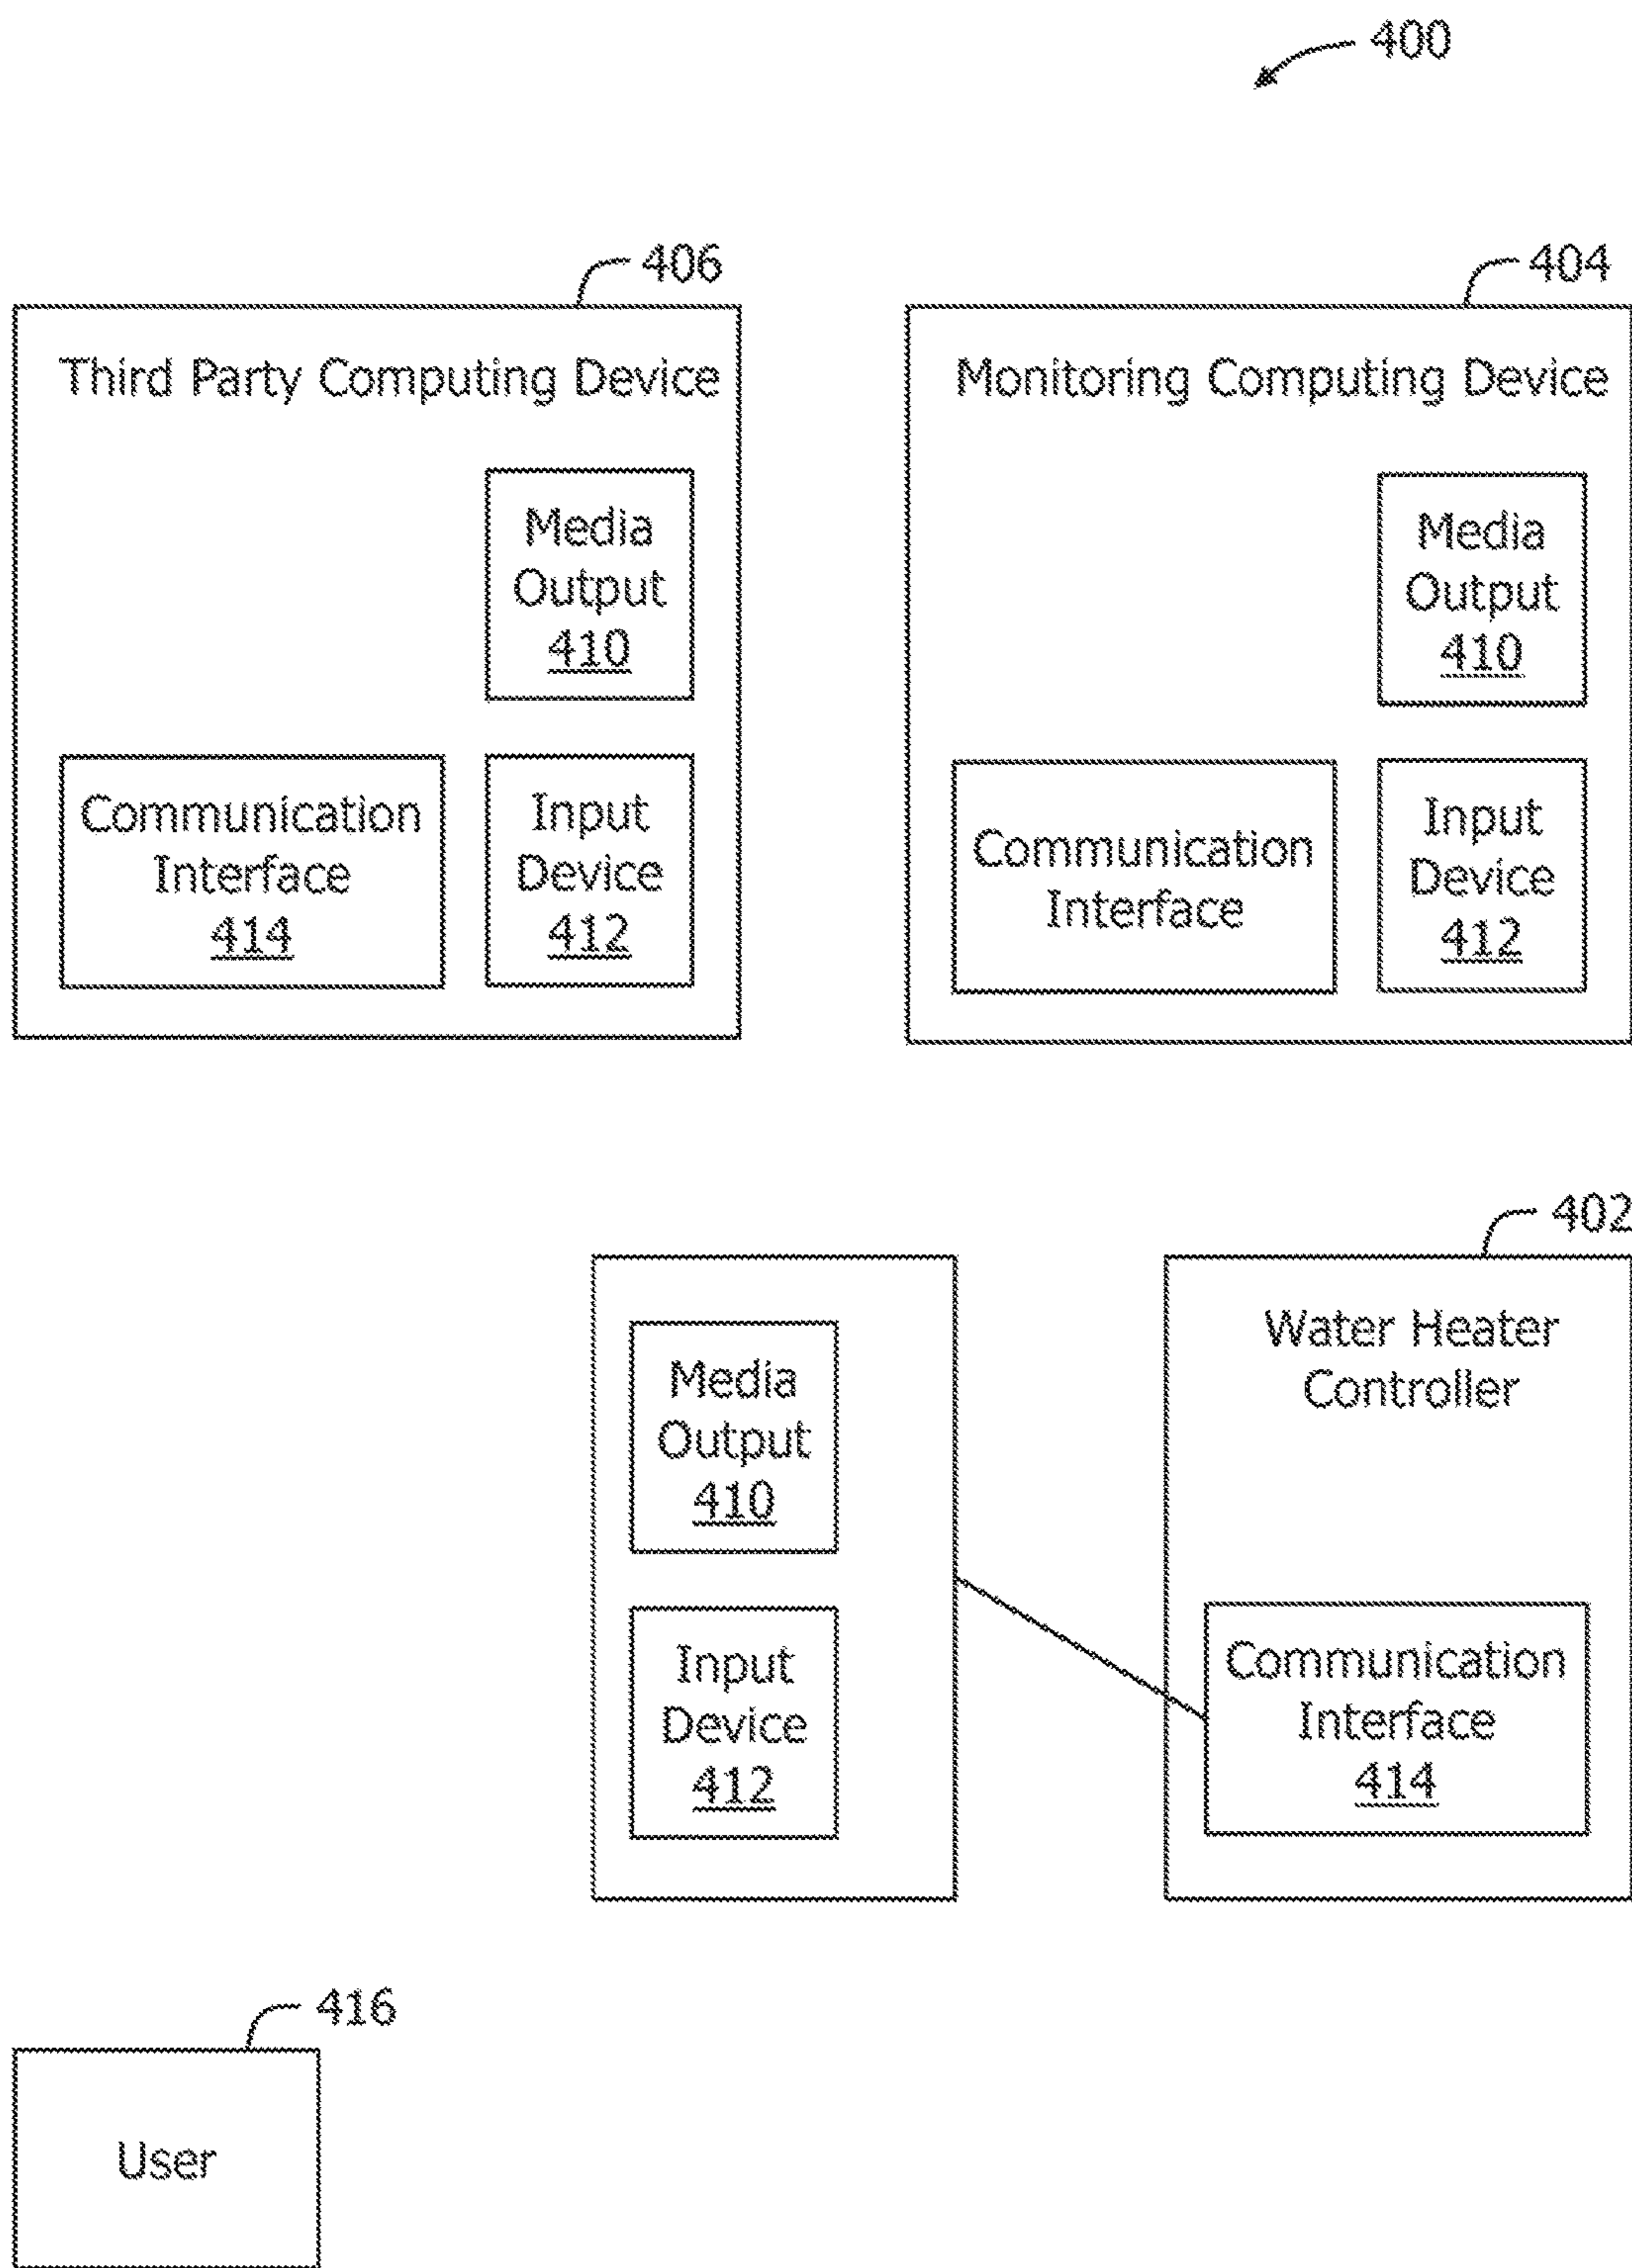 400
406
404
Third Party Computing Device
Monitoring Computing Device
Media
Output
410
Communication
Interface
414
Input
Device
412
Media
Output
410
Communication
Interface
Input
Device
412
402
Media
Output
410
Input
Device
412
Water Heater
Controller
Communication
Interface
414
416
User